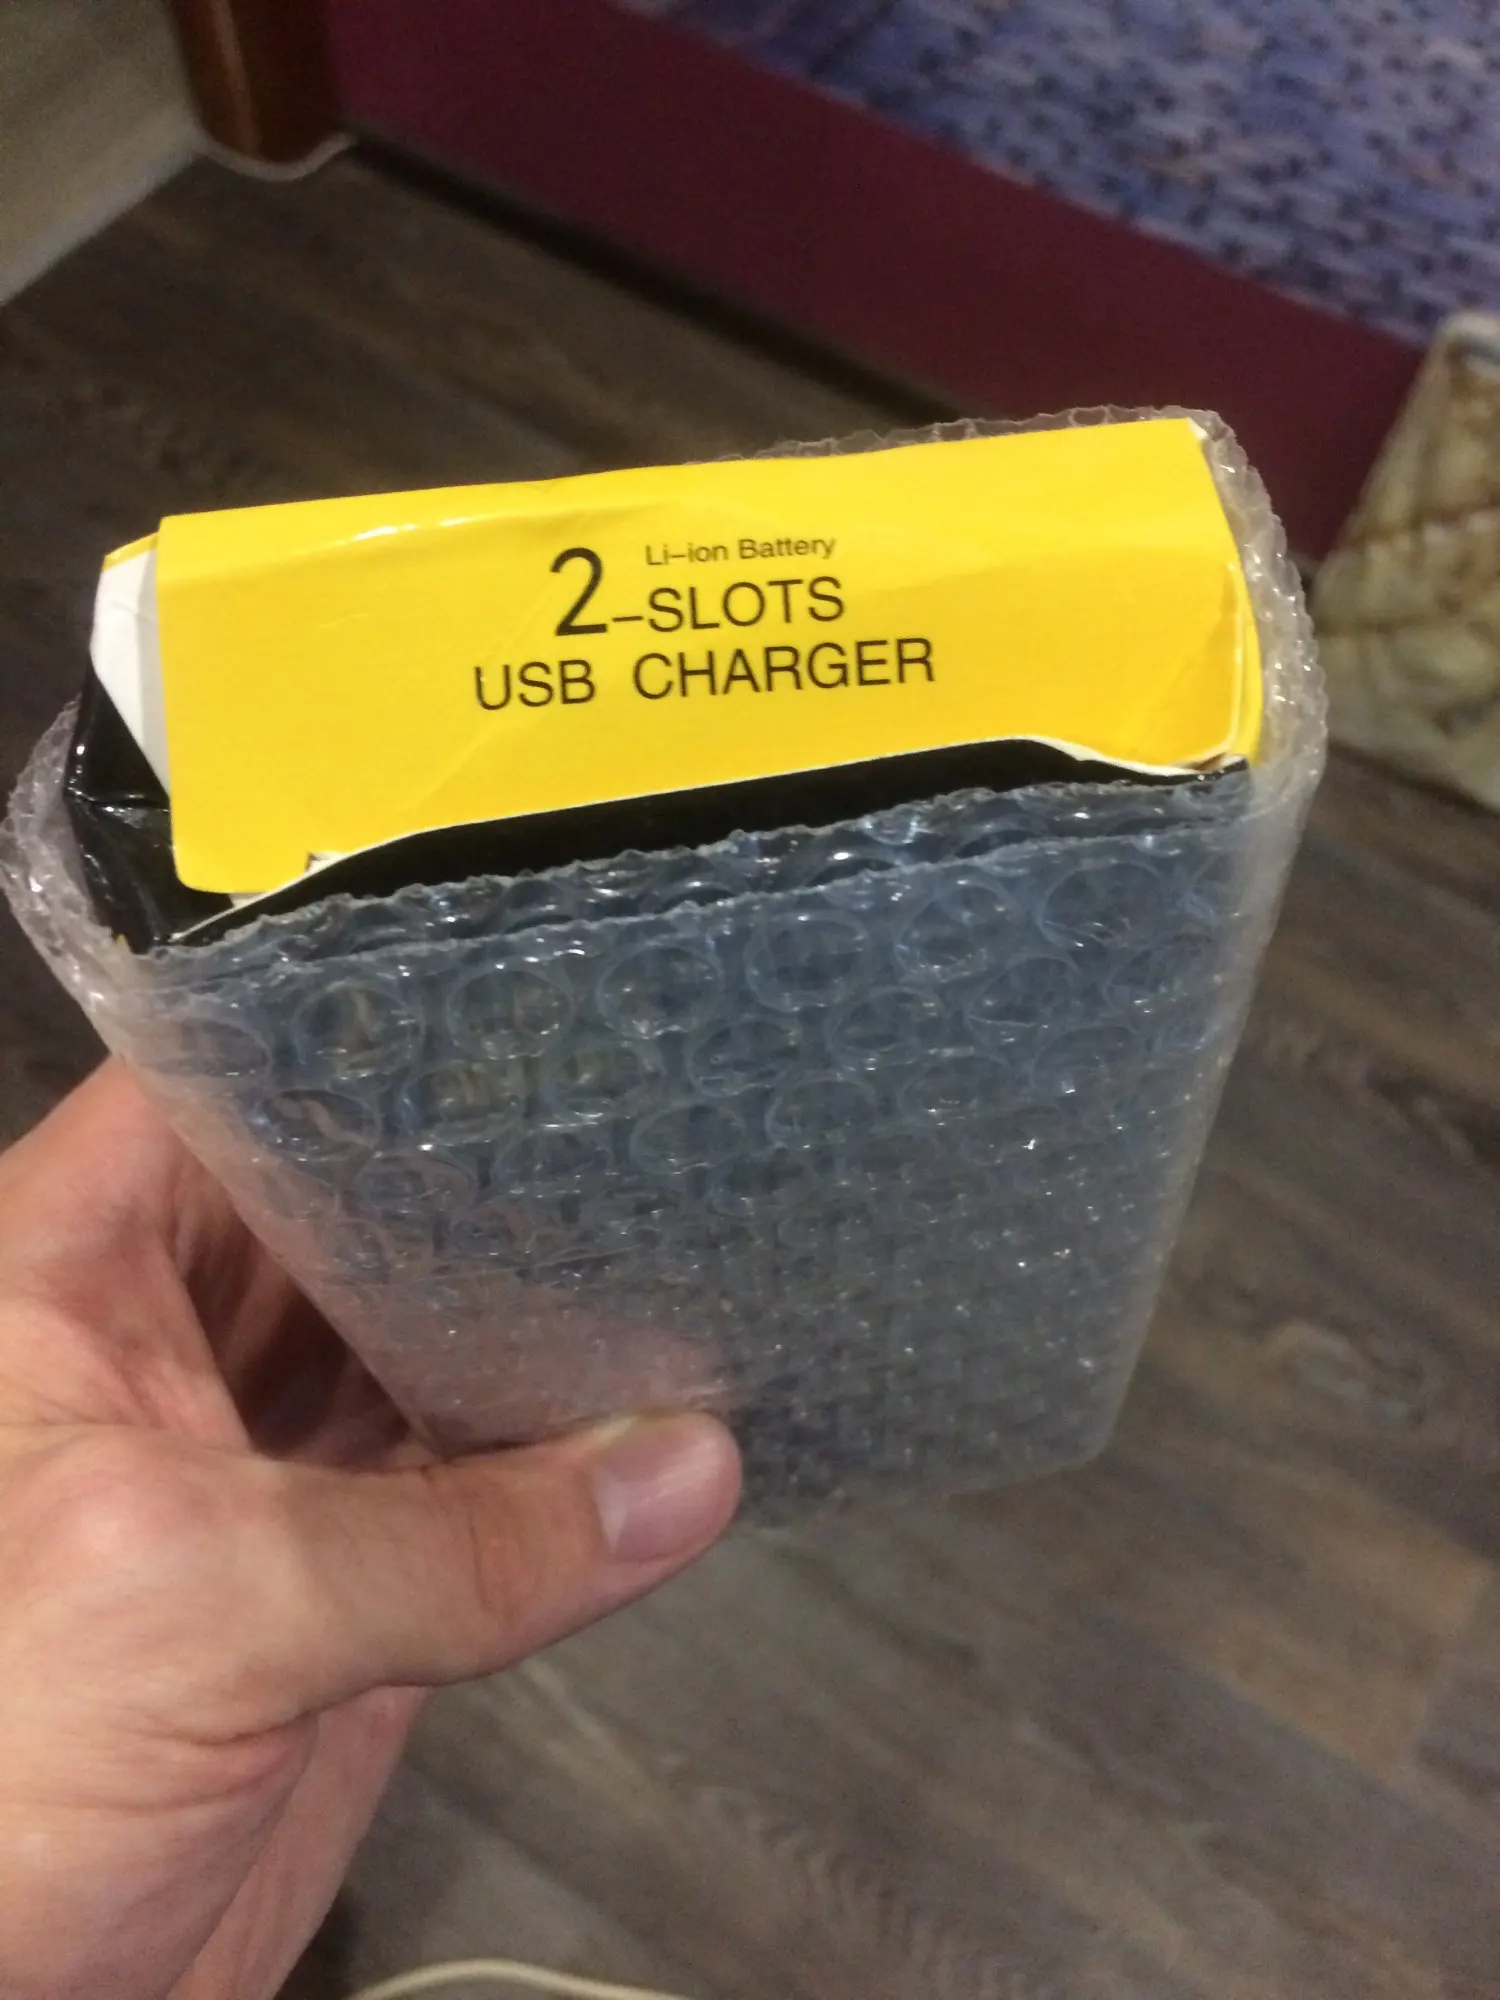 Li-ion Battery
2-SLOTS
USB CHARGER